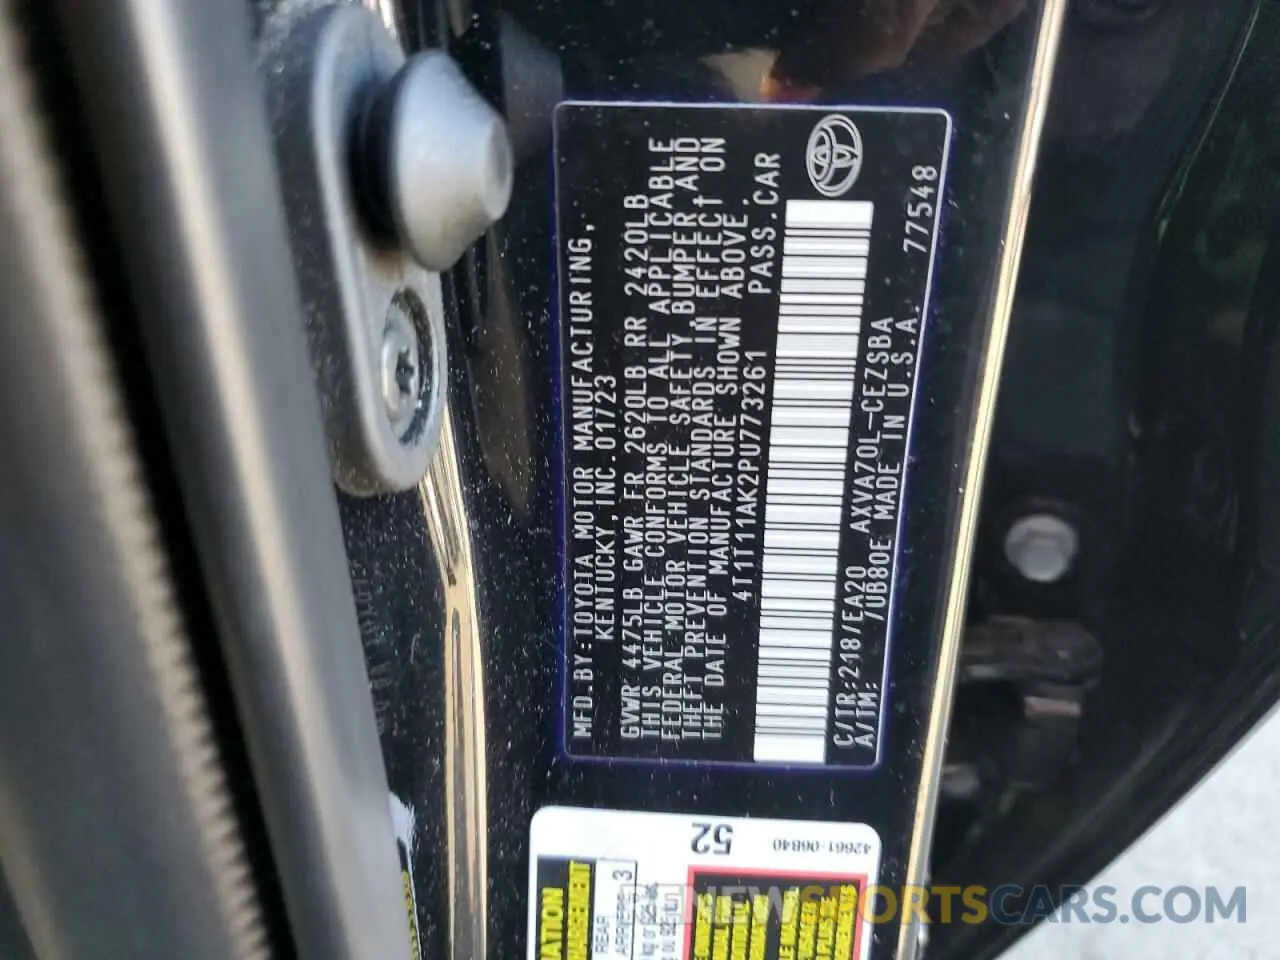 MFD.BY:TOYOTA MOTOR MANUFACTURING,
KENTUCKY,INC.01/23
GVWR 4475LB GAWR FR 2620LB RR 2420LB
THIS VEHICLE CONFORMS TO ALL APPLICABLE
FEDERAL MOTOR VEHICLE SAFETY,BUMPER,AND
THEFT PREVENTION STANDARDS IN EFFECT ON
THE DATE OF MANUFACTURE SHOWN ABOVE.
4T1T11AK2PU773261 PASS.CAR
C/TR:218/EA20 AXVA70L-CEZSBA
A/TM: /UB80E MADE IN U.S.A. 77548
52
42661-06B40
REAR
ARRIERE
3
RENEWSPORTSCARS.COM